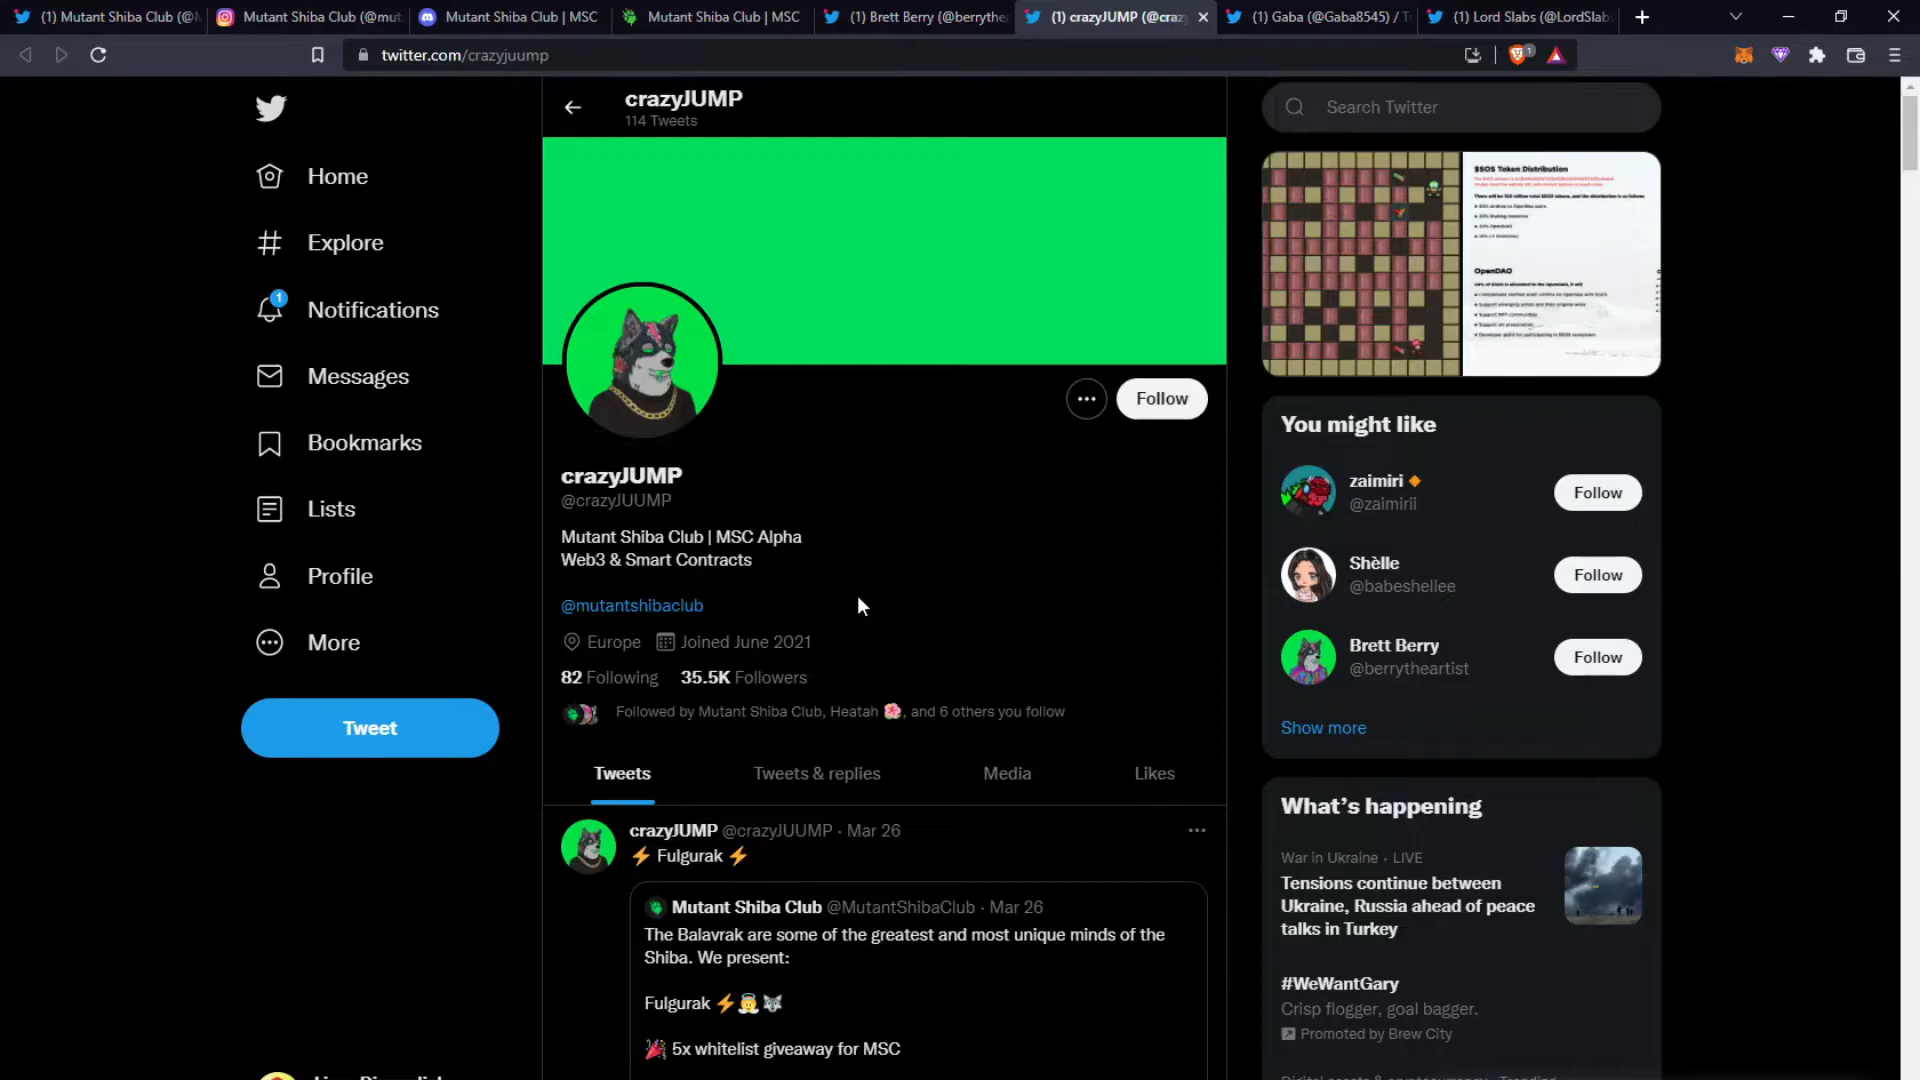 (1) Mutant Shiba Club (@M
Mutant Shiba Club (@mut
Mutant Shiba Club | MSC
Mutant Shiba Club | MSC
(1) Brett Berry (@berrythe
(1) crazyJUMP (@crazy
(1) Gaba (@Gaba8545) / T
(1) Lord Slabs (@LordSlab
twitter.com/crazyjuump
1
crazyJUMP
114 Tweets
Search Twitter
Home
Explore
1
Notifications
Messages
Bookmarks
Lists
Profile
More
Tweet
$SOS Token Distribution
OpenDAO
Follow
crazyJUMP
@crazyJUUMP
Mutant Shiba Club | MSC Alpha
Web3 & Smart Contracts
@mutantshibaclub
Europe Joined June 2021
82 Following 35.5K Followers
Followed by Mutant Shiba Club, Heatah 🌺, and 6 others you follow
Tweets Tweets & replies Media Likes
crazyJUMP @crazyJUUMP · Mar 26
⚡ Fulgurak ⚡
Mutant Shiba Club @MutantShibaClub · Mar 26
The Balavrak are some of the greatest and most unique minds of the
Shiba. We present:
Fulgurak ⚡👼🐺
🎉 5x whitelist giveaway for MSC
You might like
zaimiri 🔸
@zaimirii
Follow
Shèlle
@babeshellee
Follow
Brett Berry
@berrytheartist
Follow
Show more
What's happening
War in Ukraine · LIVE
Tensions continue between
Ukraine, Russia ahead of peace
talks in Turkey
#WeWantGary
Crisp flogger, goal bagger.
Promoted by Brew City